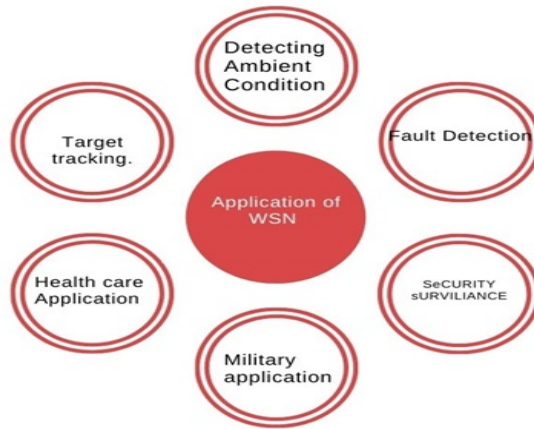 Detecting
Ambient
Condition
Fault Detection
SeCURITY
sURVILIANCE
Military
application
Health care
Application
Target
tracking.
Application of
WSN